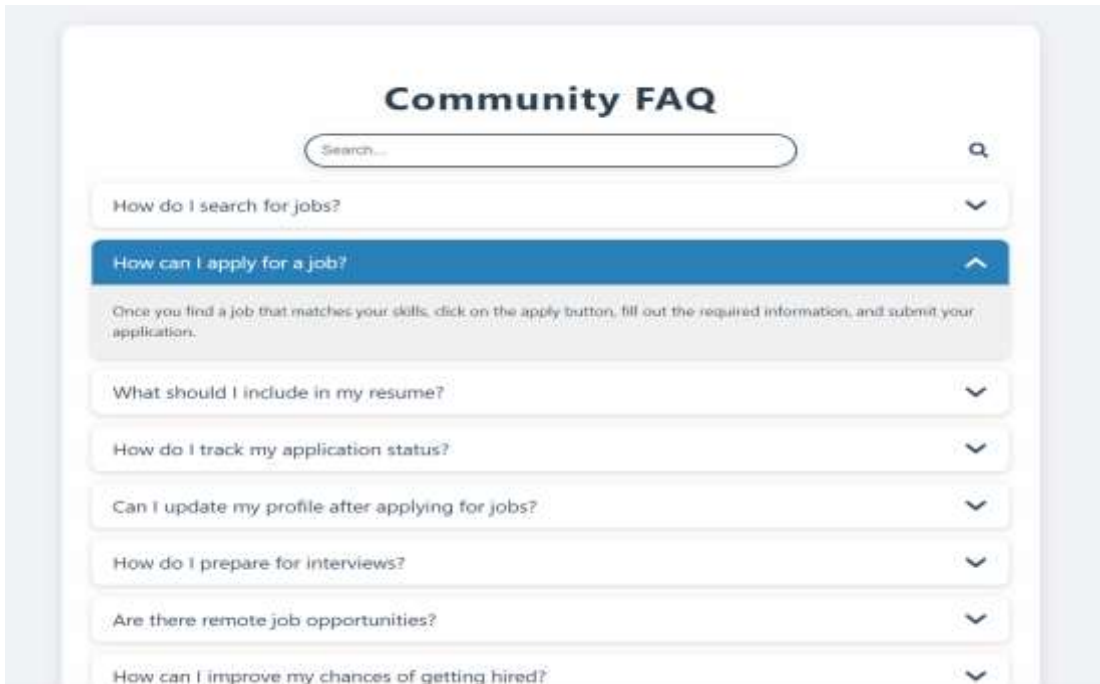 Community FAQ
Search...
How do I search for jobs?
How can I apply for a job?
Once you find a job that matches your skills, click on the apply button, fill out the required information, and submit your
application.
What should I include in my resume?
How do I track my application status?
Can I update my profile after applying for jobs?
How do I prepare for interviews?
Are there remote job opportunities?
How can I improve my chances of getting hired?